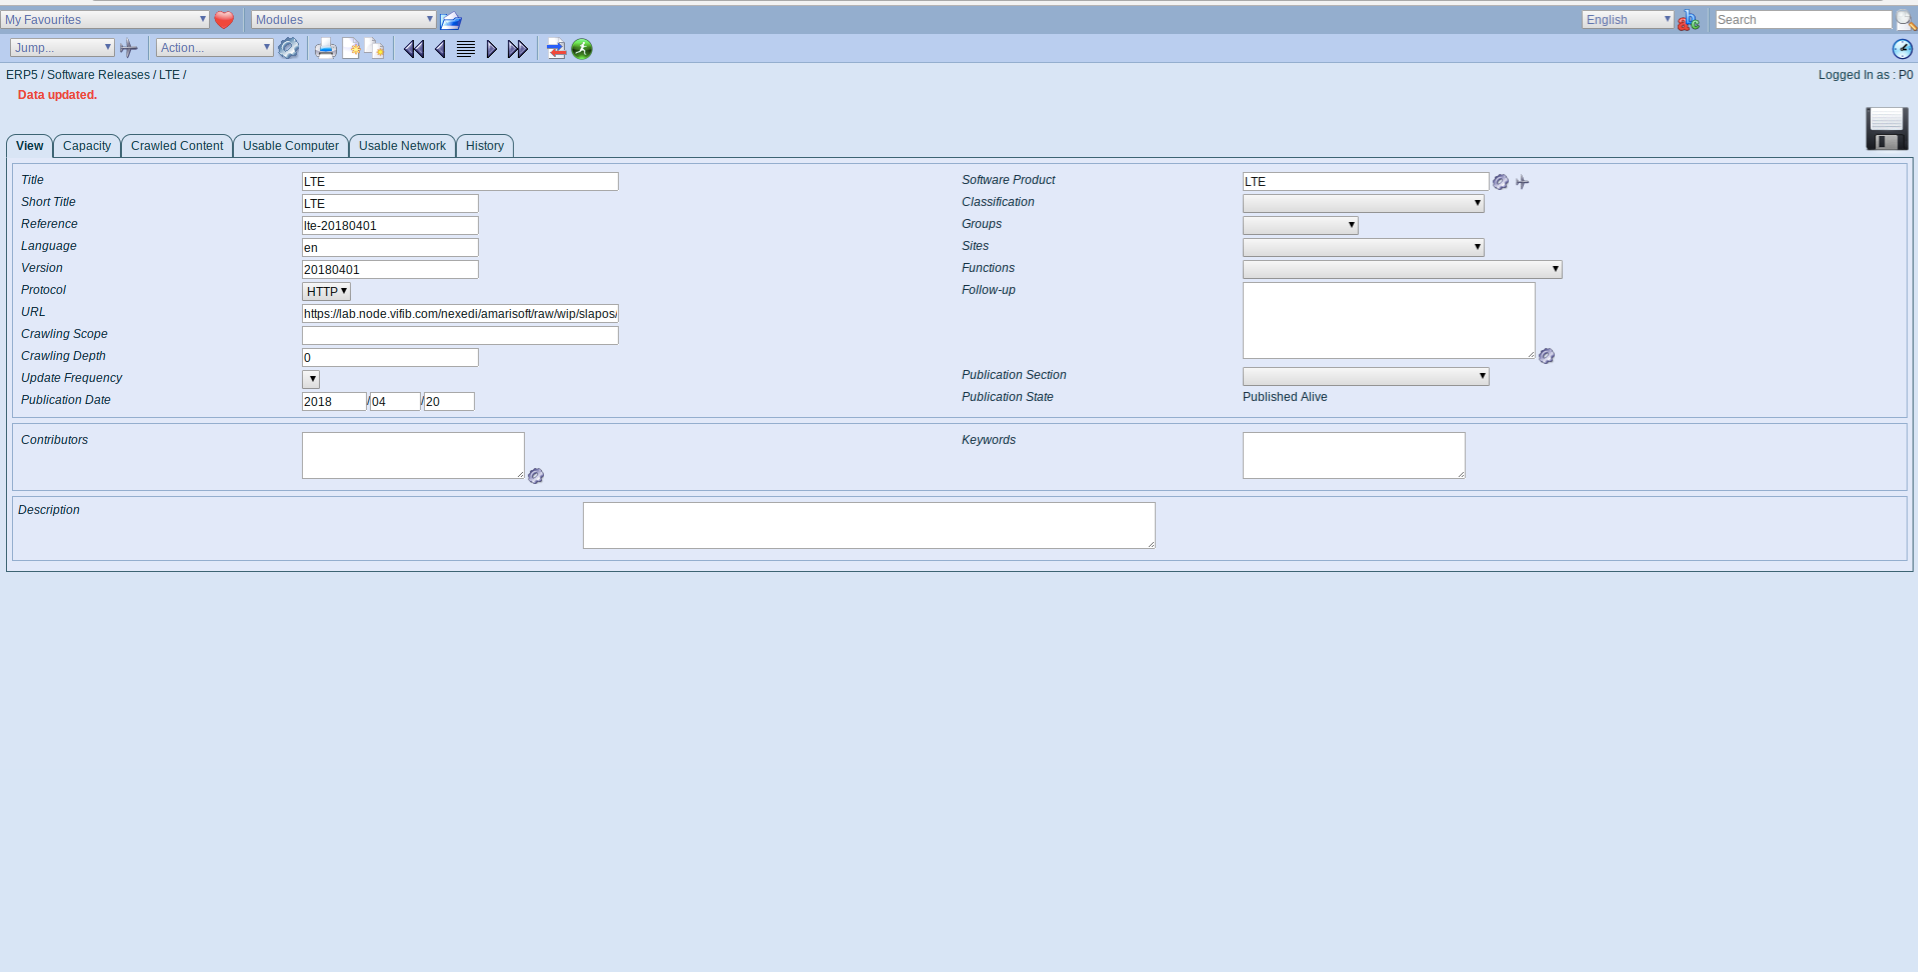 My Favourites Modules English Search
Jump... Action...
ERP5 / Software Releases / LTE / Logged In as : P0
Data updated.
View Capacity Crawled Content Usable Computer Usable Network History
Title LTE Software Product LTE
Short Title LTE Classification
Reference lte-20180401 Groups
Language en Sites
Version 20180401 Functions
Protocol HTTP Follow-up
URL https://lab.node.vifib.com/nexedi/amarisoft/raw/wip/slapos/
Crawling Scope
Crawling Depth 0
Update Frequency Publication Section
Publication Date 2018 / 04 / 20 Publication State Published Alive
Contributors Keywords
Description